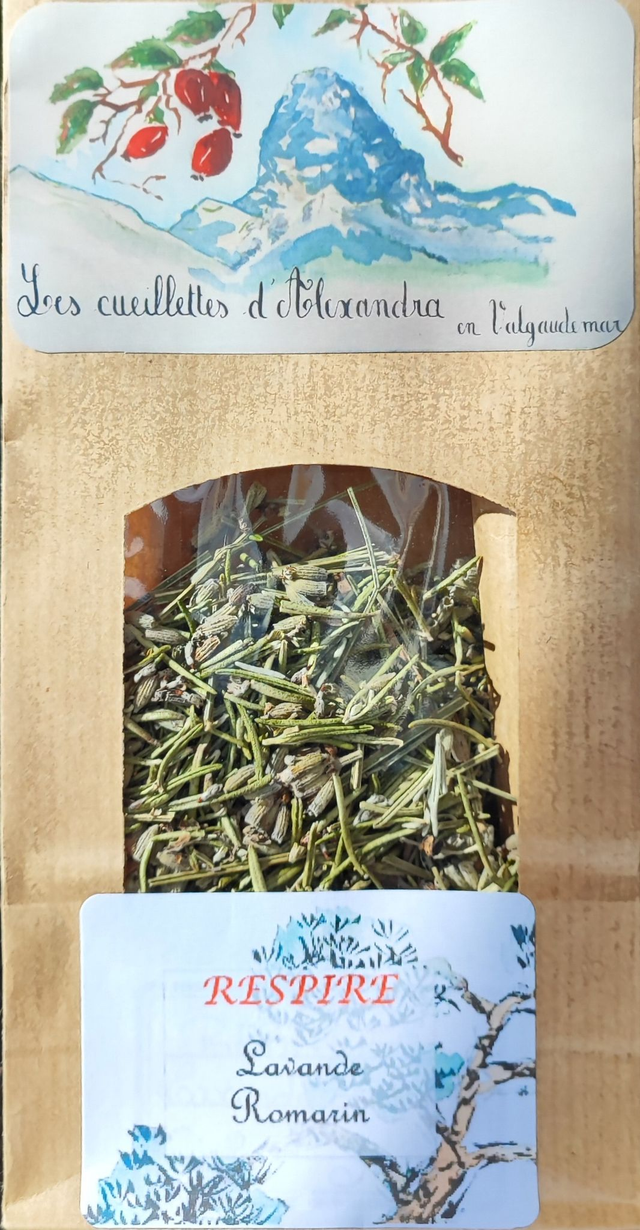 Les cueillettes d'Alexandra
en Valgaudemar
RESPIRE
Lavande
Romarin